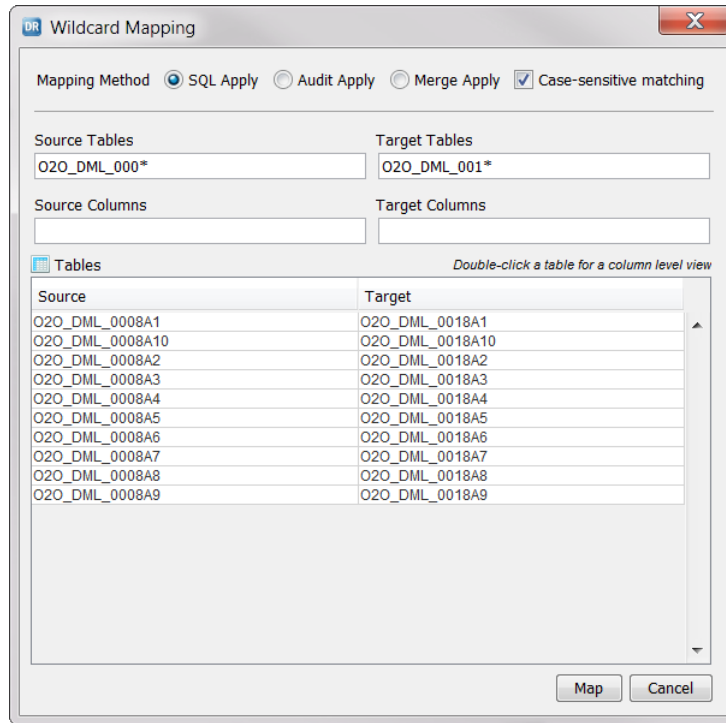 DR Wildcard Mapping X
Mapping Method SQL Apply Audit Apply Merge Apply Case-sensitive matching
Source Tables Target Tables
O2O_DML_000* O2O_DML_001*
Source Columns Target Columns
Tables Double-click a table for a column level view
Source Target
O2O_DML_0008A1 O2O_DML_0018A1
O2O_DML_0008A10 O2O_DML_0018A10
O2O_DML_0008A2 O2O_DML_0018A2
O2O_DML_0008A3 O2O_DML_0018A3
O2O_DML_0008A4 O2O_DML_0018A4
O2O_DML_0008A5 O2O_DML_0018A5
O2O_DML_0008A6 O2O_DML_0018A6
O2O_DML_0008A7 O2O_DML_0018A7
O2O_DML_0008A8 O2O_DML_0018A8
O2O_DML_0008A9 O2O_DML_0018A9
Map Cancel